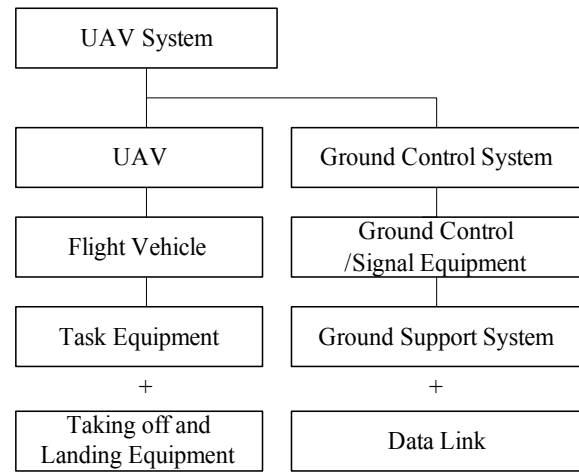 UAV System
UAV
Ground Control System
Flight Vehicle
Ground Control
/Signal Equipment
Task Equipment
Ground Support System
+
+
Taking off and
Landing Equipment
Data Link